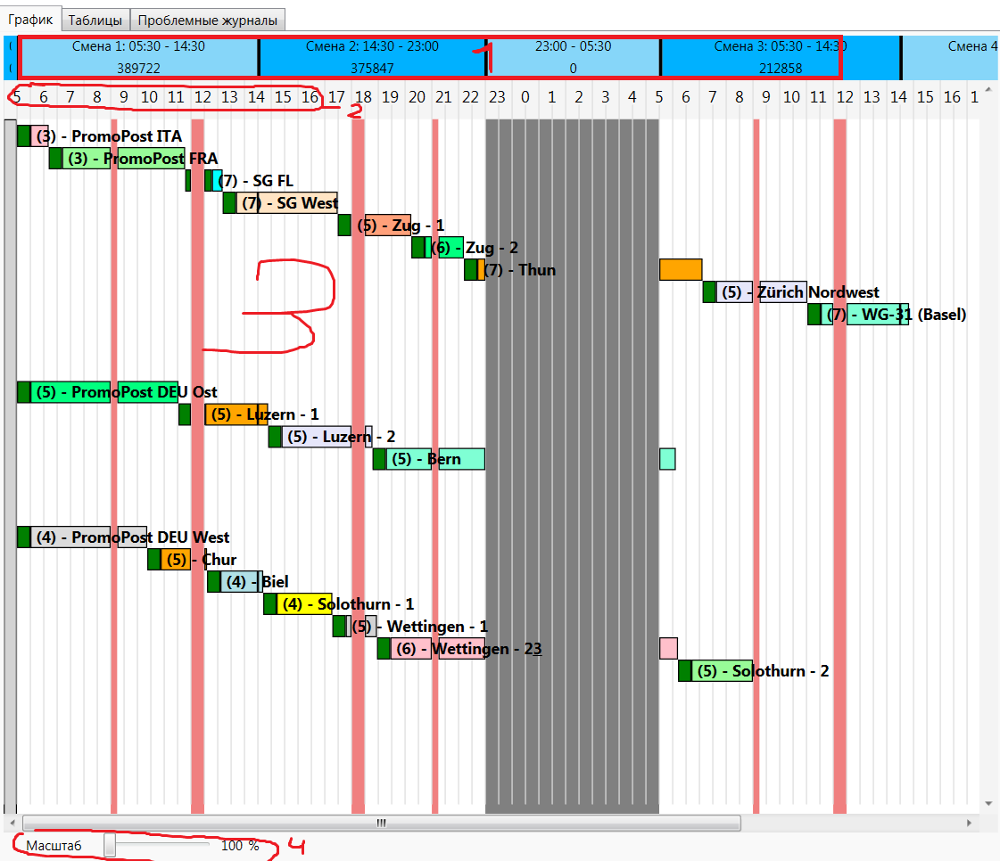 График Таблицы Проблемные журналы
Смена 1: 05:30 - 14:30 Смена 2: 14:30 - 23:00 23:00 - 05:30 Смена 3: 05:30 - 14:30 Смена 4
389722 375847 0 212858
1
5 6 7 8 9 10 11 12 13 14 15 16 17 18 19 20 21 22 23 0 1 2 3 4 5 6 7 8 9 10 11 12 13 14 15 16 1
2
(3) - PromoPost ITA
(3) - PromoPost FRA
(7) - SG FL
(7) - SG West
(5) - Zug - 1
(6) - Zug - 2
(7) - Thun
(5) - Zürich Nordwest
(7) - WG-31 (Basel)
3
(5) - PromoPost DEU Ost
(5) - Luzern - 1
(5) - Luzern - 2
(5) - Bern
(4) - PromoPost DEU West
(5) - Chur
(4) - Biel
(4) - Solothurn - 1
(5) - Wettingen - 1
(6) - Wettingen - 23
(5) - Solothurn - 2
Масштаб 100 % 4